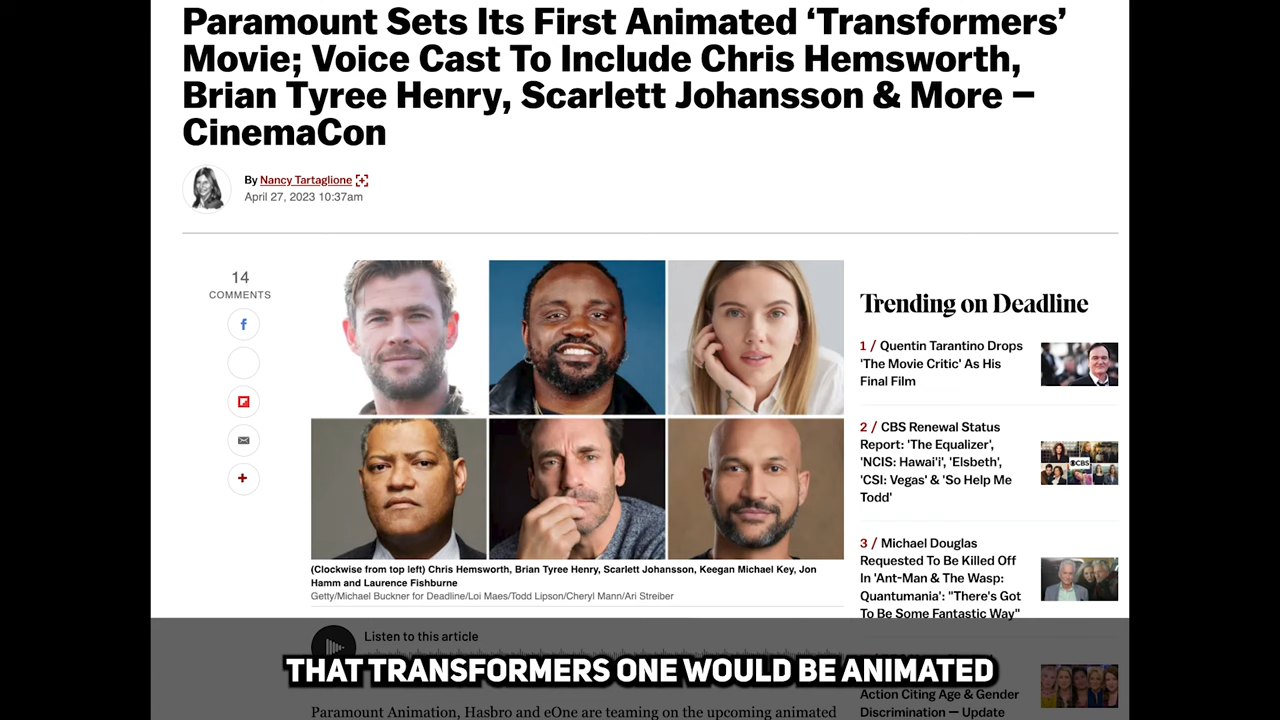 Paramount Sets Its First Animated ‘Transformers’
Movie; Voice Cast To Include Chris Hemsworth,
Brian Tyree Henry, Scarlett Johansson & More –
CinemaCon
By Nancy Tartaglione
April 27, 2023 10:37am
14
COMMENTS
(Clockwise from top left) Chris Hemsworth, Brian Tyree Henry, Scarlett Johansson, Keegan Michael Key, Jon
Hamm and Laurence Fishburne
Getty/Michael Buckner for Deadline/Loi Maes/Todd Lipson/Cheryl Mann/Ari Streiber
Listen to this article
Paramount Animation, Hasbro and eOne are teaming on the upcoming animated
Trending on Deadline
1 / Quentin Tarantino Drops
'The Movie Critic' As His
Final Film
2 / CBS Renewal Status
Report: 'The Equalizer',
'NCIS: Hawai'i', 'Elsbeth',
'CSI: Vegas' & 'So Help Me
Todd'
CBS
3 / Michael Douglas
Requested To Be Killed Off
In 'Ant-Man & The Wasp:
Quantumania': "There's Got
To Be Some Fantastic Way"
Action Citing Age & Gender
Discrimination — Update
THAT TRANSFORMERS ONE WOULD BE ANIMATED